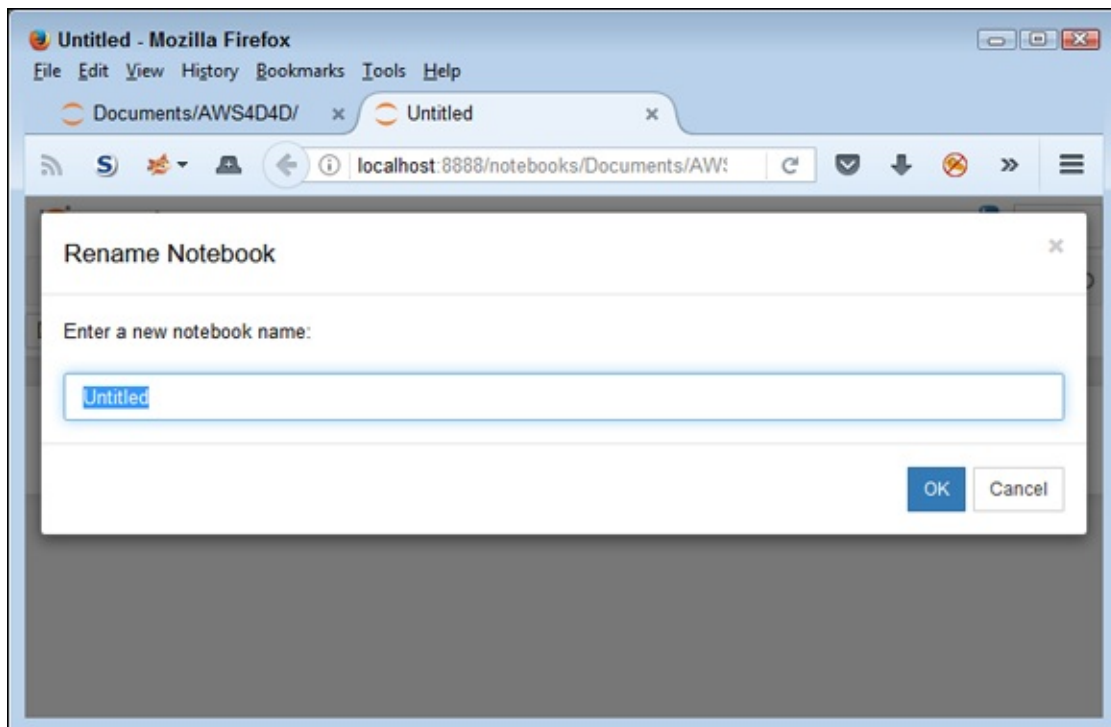 Untitled - Mozilla Firefox
File Edit View History Bookmarks Tools Help
Documents/AWS4D4D/ Untitled
localhost:8888/notebooks/Documents/AW
Rename Notebook
Enter a new notebook name:
Untitled
OK Cancel